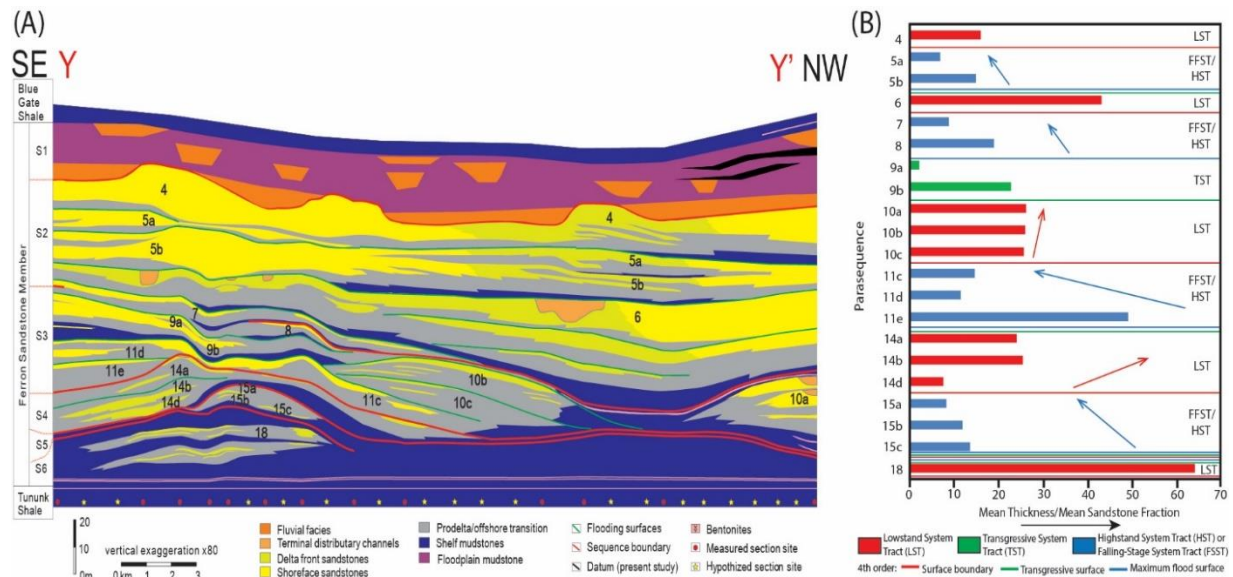 (A)
SE Y
Y' NW
Blue
Gate
Shale
Ferron Sandstone Member
S1
S2
S3
S4
S5
S6
Tununk
Shale
4
5a
5b
4
5a
5b
6
7
8
9a
9b
10b
10c
10a
11d
11e
11c
14a
14b
14d
15a
15b
15c
18
20
10
0m
vertical exaggeration x80
0 km 1 2 3
Fluvial facies
Terminal distributary channels
Delta front sandstones
Shoreface sandstones
Prodelta/offshore transition
Shelf mudstones
Floodplain mudstone
Flooding surfaces
Sequence boundary
Datum (present study)
Bentonites
Measured section site
Hypothized section site
(B)
Parasequence
4 LST
5a FFST/
5b HST
6 LST
7 FFST/
8 HST
9a
TST
9b
10a
10b LST
10c
11c FFST/
11d HST
11e
14a
14b LST
14d
15a FFST/
15b HST
15c
18 LST
0 10 20 30 40 50 60 70
Mean Thickness/Mean Sandstone Fraction
Lowstand System
Tract (LST)
Transgressive System
Tract (TST)
Highstand System Tract (HST) or
Falling-Stage System Tract (FSST)
4th order: Surface boundary Transgressive surface Maximum flood surface